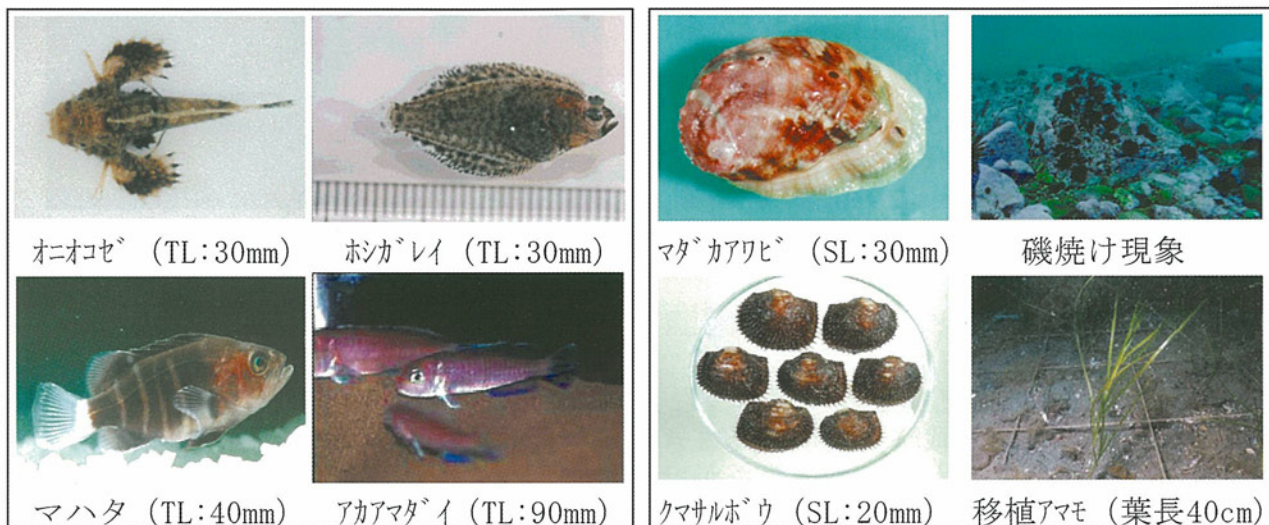 オニオコゼ (TL:30mm)
ホシガレイ (TL:30mm)
マハタ (TL:40mm)
アカアマダイ (TL:90mm)
マダカアワビ (SL:30mm)
磯焼け現象
クマサルボウ (SL:20mm)
移植アマモ (葉長40cm)